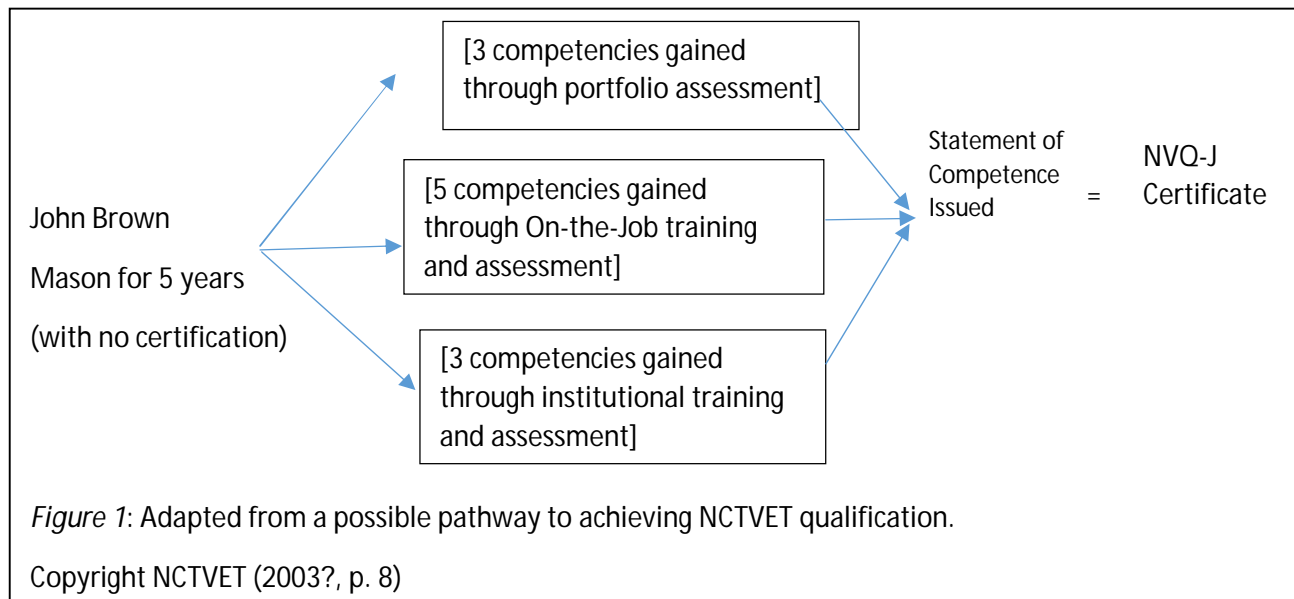 [3 competencies gained
through portfolio assessment]
John Brown
Mason for 5 years
(with no certification)
[5 competencies gained
through On-the-Job training
and assessment]
[3 competencies gained
through institutional training
and assessment]
Statement of
Competence
Issued
=
NVQ-J
Certificate
Figure 1: Adapted from a possible pathway to achieving NCTVET qualification.
Copyright NCTVET (2003?, p. 8)